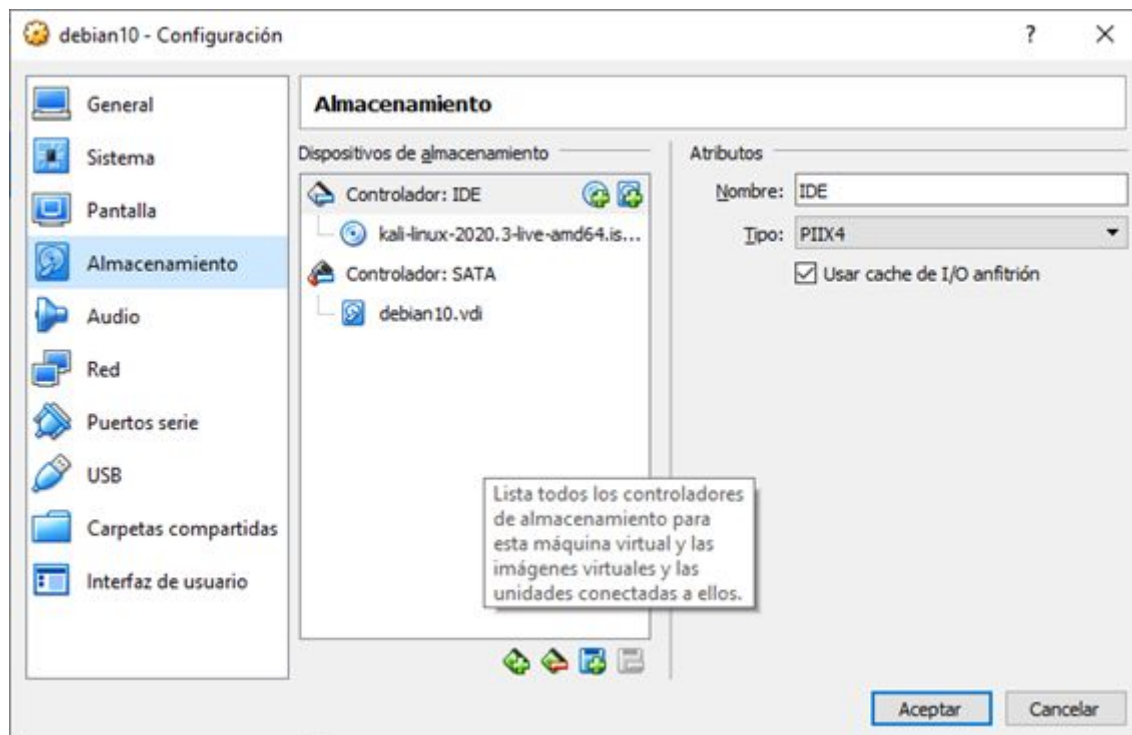 debian10 - Configuración
?
General
Sistema
Pantalla
Almacenamiento
Audio
Red
Puertos serie
USB
Carpetas compartidas
Interfaz de usuario
Almacenamiento
Dispositivos de almacenamiento
Controlador: IDE
kali-linux-2020.3-live-amd64.is...
Controlador: SATA
debian10.vdi
Lista todos los controladores
de almacenamiento para
esta máquina virtual y las
imágenes virtuales y las
unidades conectadas a ellos.
Atributos
Nombre: IDE
Tipo: PIIX4
Usar cache de I/O anfitrión
Aceptar
Cancelar